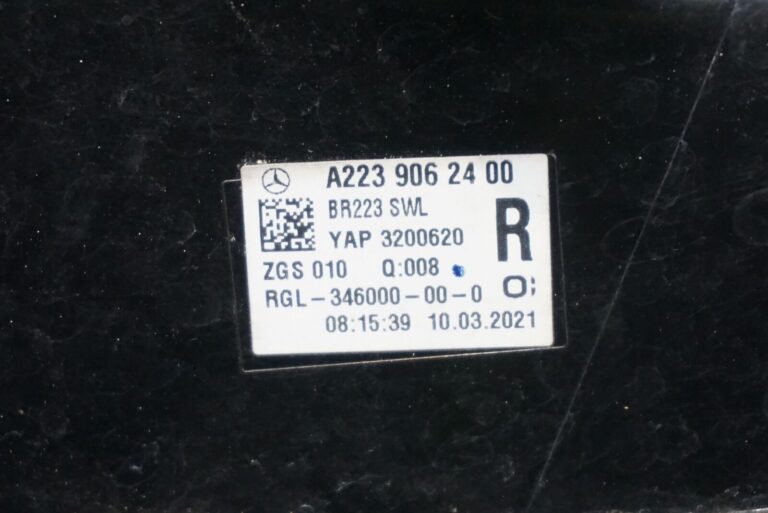 A223 906 24 00
BR223 SWL
YAP 3200620
R
ZGS 010 Q:008
RGL-346000-00-0
08:15:39 10.03.2021